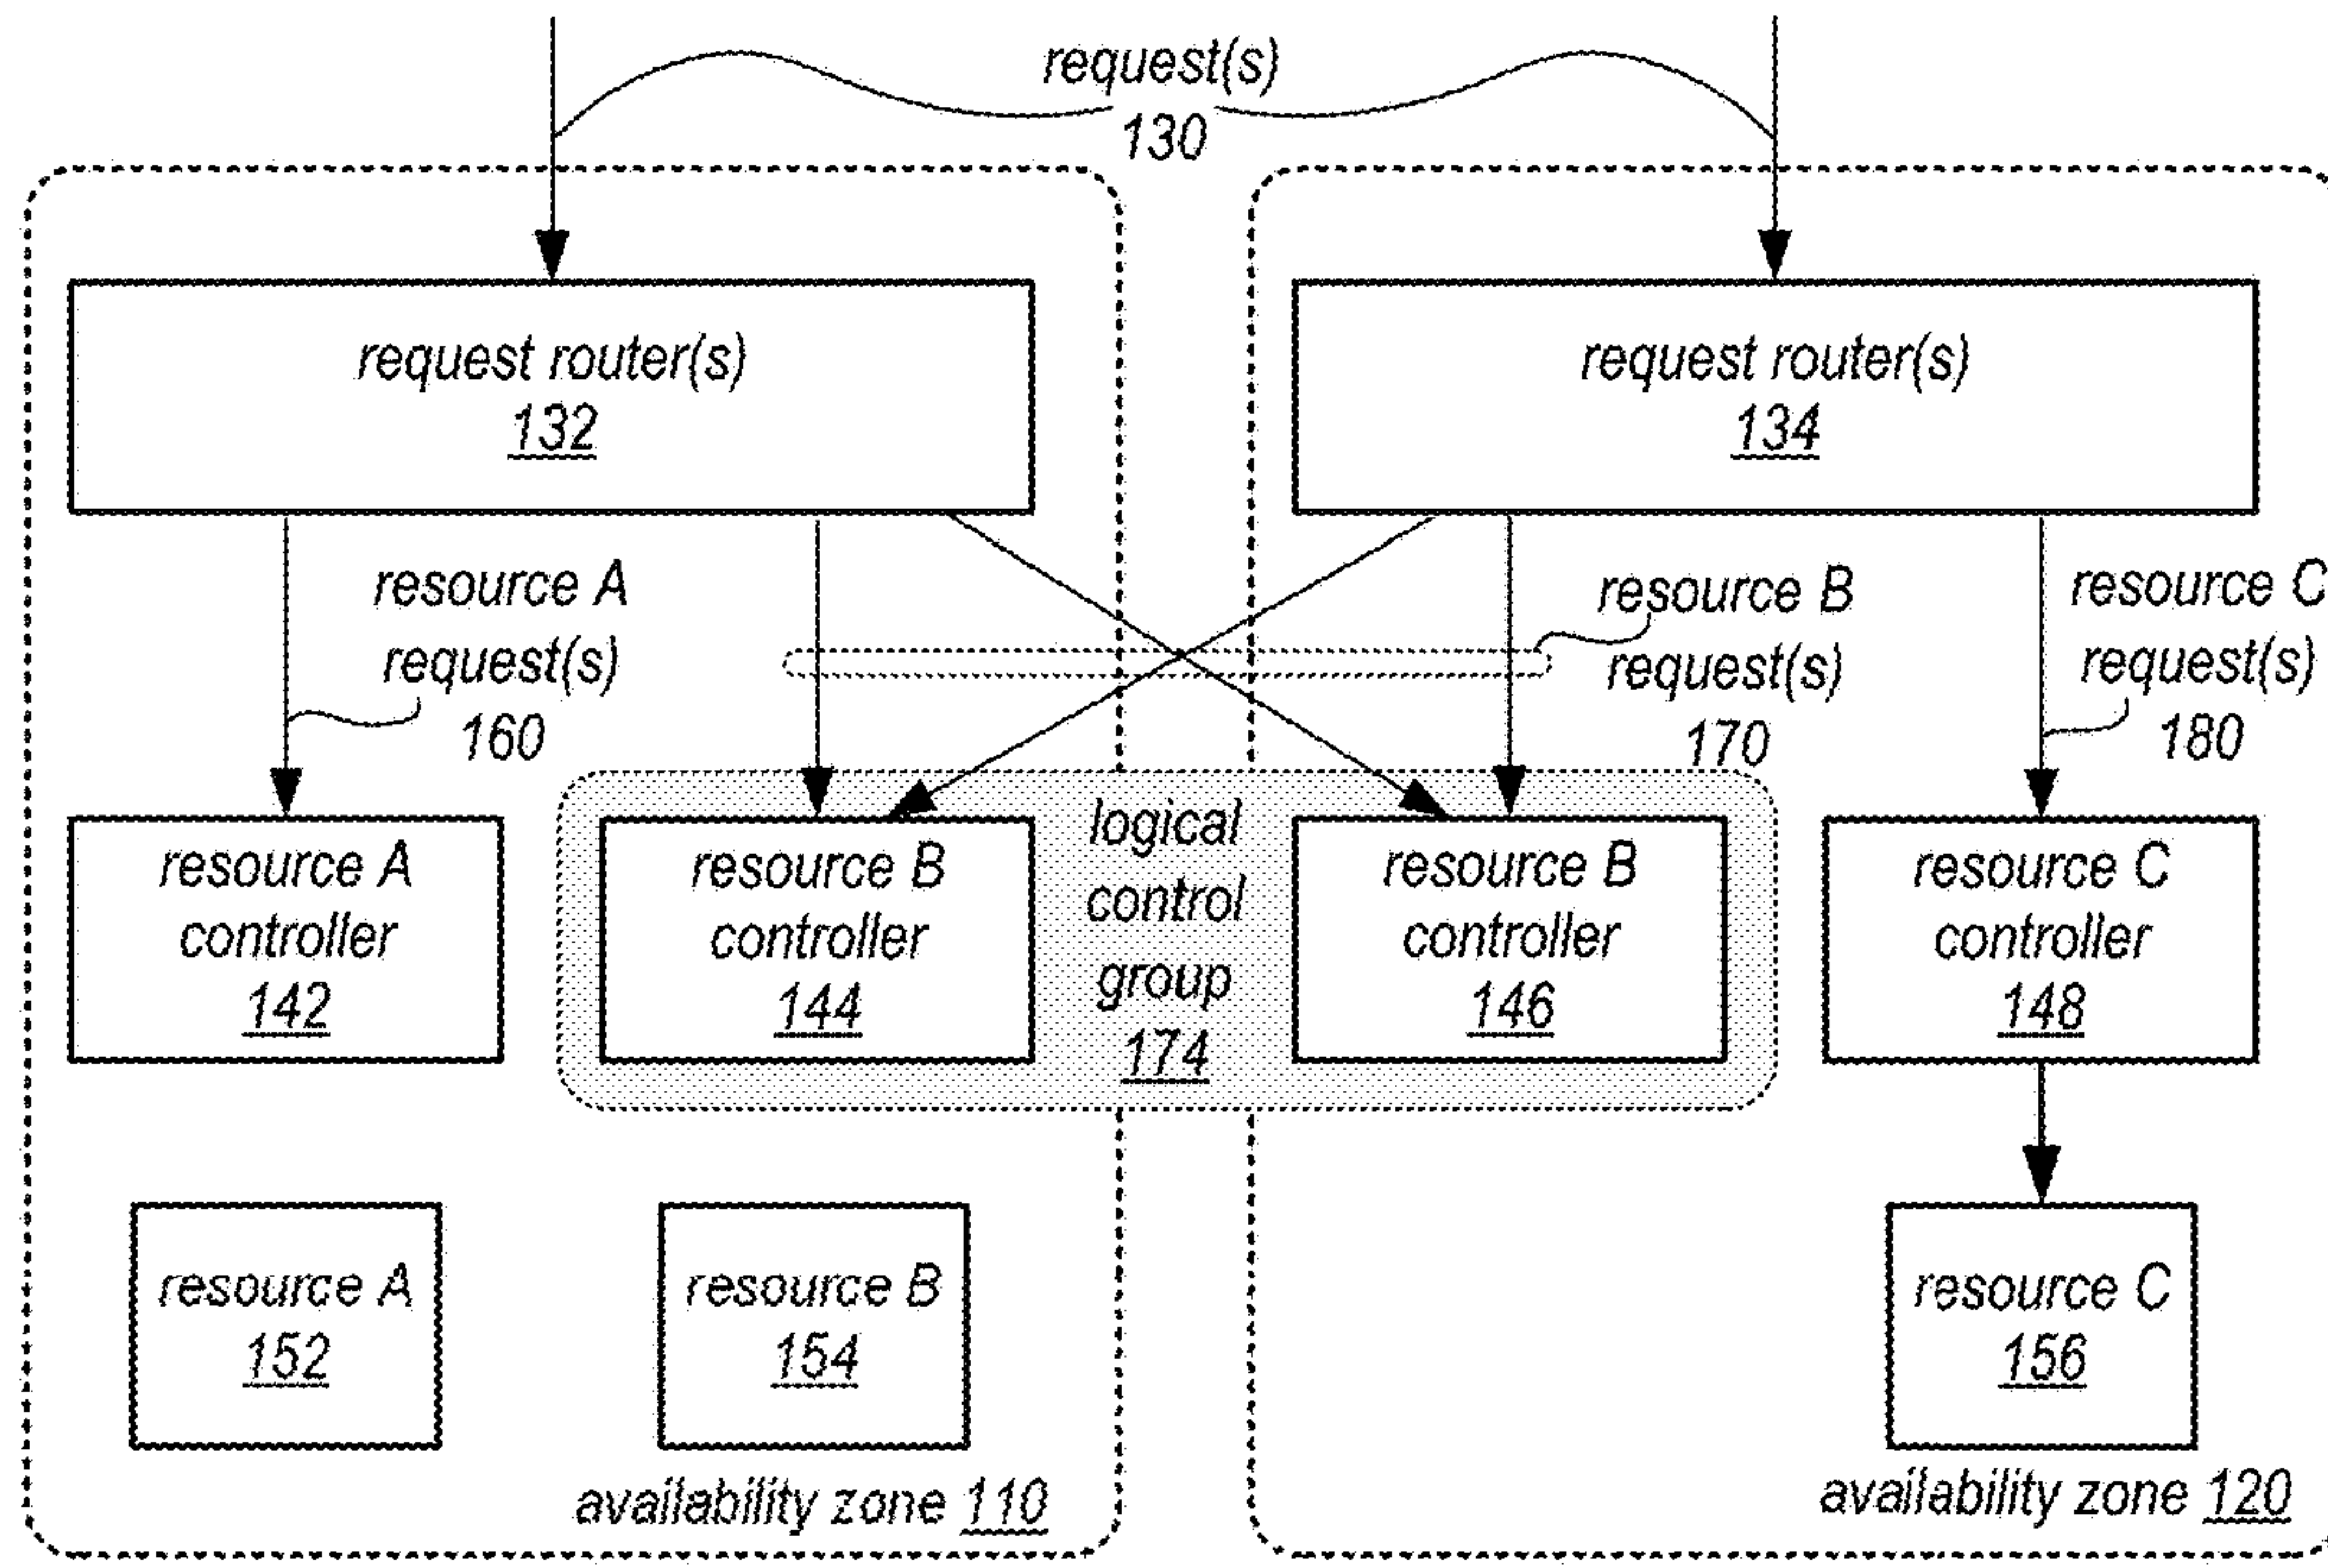 request(s)
130
request router(s)
132
request router(s)
134
resource A
request(s)
160
resource B
request(s)
170
resource C
request(s)
180
resource A
controller
142
resource B
controller
144
logical
control
group
174
resource B
controller
146
resource C
controller
148
resource A
152
resource B
154
resource C
156
availability zone 110
availability zone 120